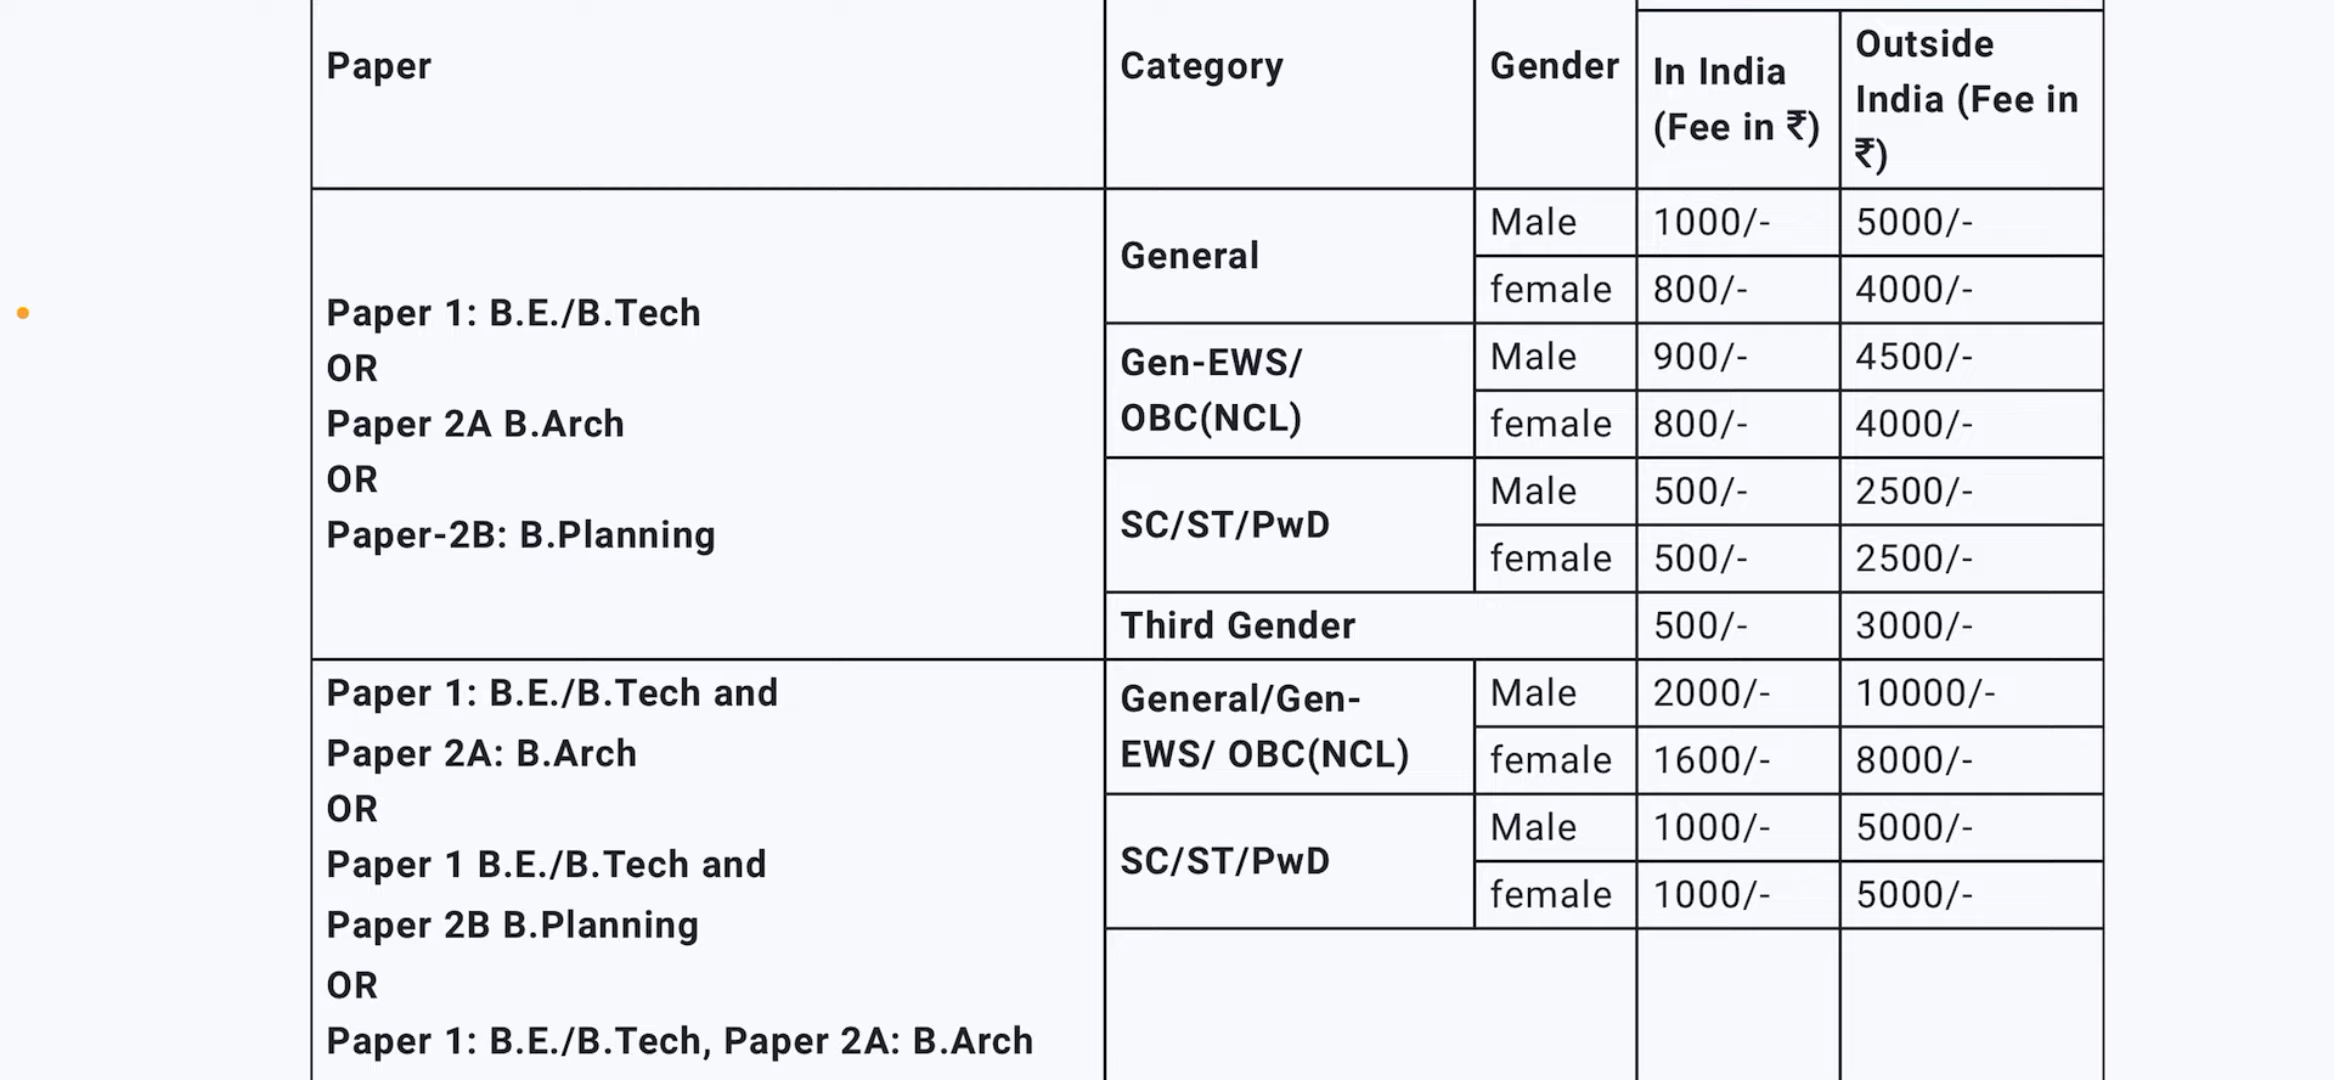 Paper
Category
Gender
In India
(Fee in ₹)
Outside
India (Fee in
₹)
Paper 1: B.E./B.Tech
OR
Paper 2A B.Arch
OR
Paper-2B: B.Planning
General
Male
1000/-
5000/-
female
800/-
4000/-
Gen-EWS/
OBC(NCL)
Male
900/-
4500/-
female
800/-
4000/-
SC/ST/PwD
Male
500/-
2500/-
female
500/-
2500/-
Third Gender
500/-
3000/-
Paper 1: B.E./B.Tech and
Paper 2A: B.Arch
OR
Paper 1 B.E./B.Tech and
Paper 2B B.Planning
OR
Paper 1: B.E./B.Tech, Paper 2A: B.Arch
General/Gen-
EWS/ OBC(NCL)
Male
2000/-
10000/-
female
1600/-
8000/-
SC/ST/PwD
Male
1000/-
5000/-
female
1000/-
5000/-